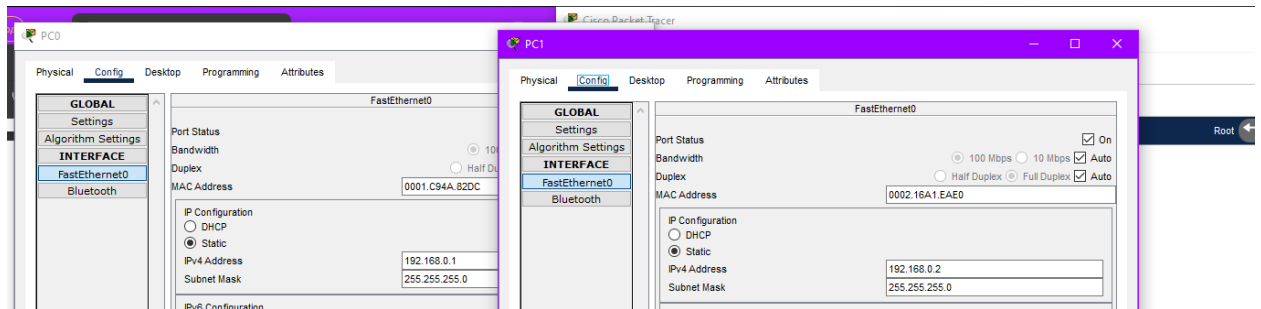 Cisco Packet Tracer
PC0
Physical Config Desktop Programming Attributes
GLOBAL
Settings
Algorithm Settings
INTERFACE
FastEthernet0
Bluetooth
FastEthernet0
Port Status
Bandwidth
Duplex Half Du
MAC Address 0001.C94A.82DC
IP Configuration
DHCP
Static
IPv4 Address 192.168.0.1
Subnet Mask 255.255.255.0
IPv6 Configuration
PC1
Physical Config Desktop Programming Attributes
GLOBAL
Settings
Algorithm Settings
INTERFACE
FastEthernet0
Bluetooth
FastEthernet0
Port Status On
Bandwidth 100 Mbps 10 Mbps Auto
Duplex Half Duplex Full Duplex Auto
MAC Address 0002.16A1.EAE0
IP Configuration
DHCP
Static
IPv4 Address 192.168.0.2
Subnet Mask 255.255.255.0
Root